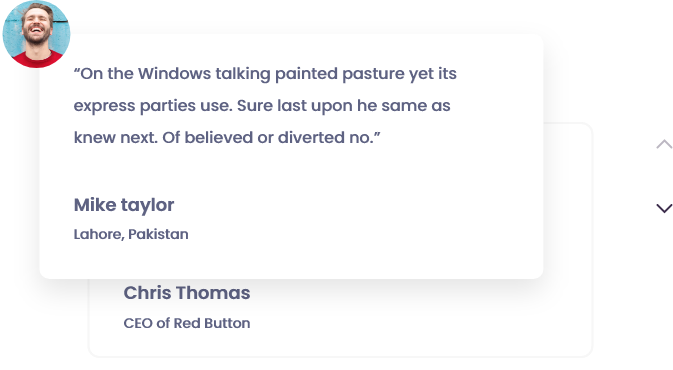 “On the Windows talking painted pasture yet its
express parties use. Sure last upon he same as
knew next. Of believed or diverted no.”
Mike taylor
Lahore, Pakistan
Chris Thomas
CEO of Red Button